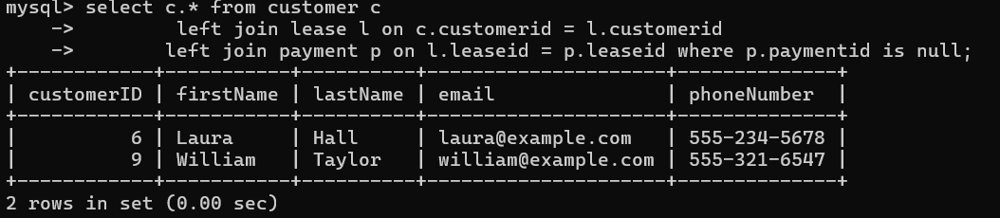 mysql> select c.* from customer c
    ->         left join lease l on c.customerid = l.customerid
    ->        left join payment p on l.leaseid = p.leaseid where p.paymentid is null;
+------------+-----------+----------+---------------------+--------------+
| customerID | firstName | lastName | email               | phoneNumber  |
+------------+-----------+----------+---------------------+--------------+
|          6 | Laura     | Hall     | laura@example.com   | 555-234-5678 |
|          9 | William   | Taylor   | william@example.com | 555-321-6547 |
+------------+-----------+----------+---------------------+--------------+
2 rows in set (0.00 sec)